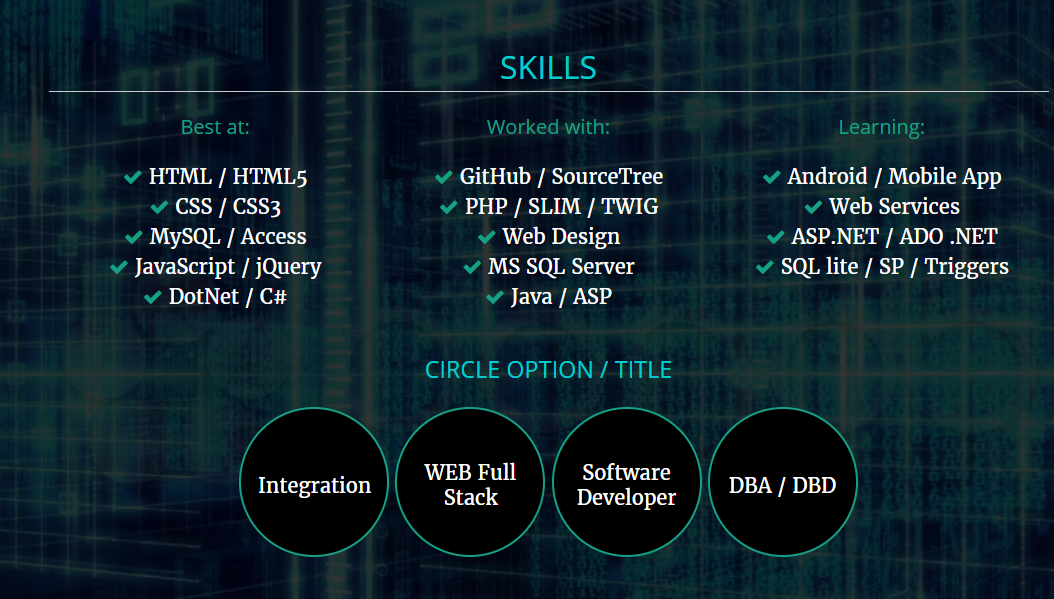 SKILLS
Best at:
HTML / HTML5
CSS / CSS3
MySQL / Access
JavaScript / jQuery
DotNet / C#
Worked with:
GitHub / SourceTree
PHP / SLIM / TWIG
Web Design
MS SQL Server
Java / ASP
Learning:
Android / Mobile App
Web Services
ASP.NET / ADO .NET
SQL lite / SP / Triggers
CIRCLE OPTION / TITLE
Integration
WEB Full
Stack
Software
Developer
DBA / DBD